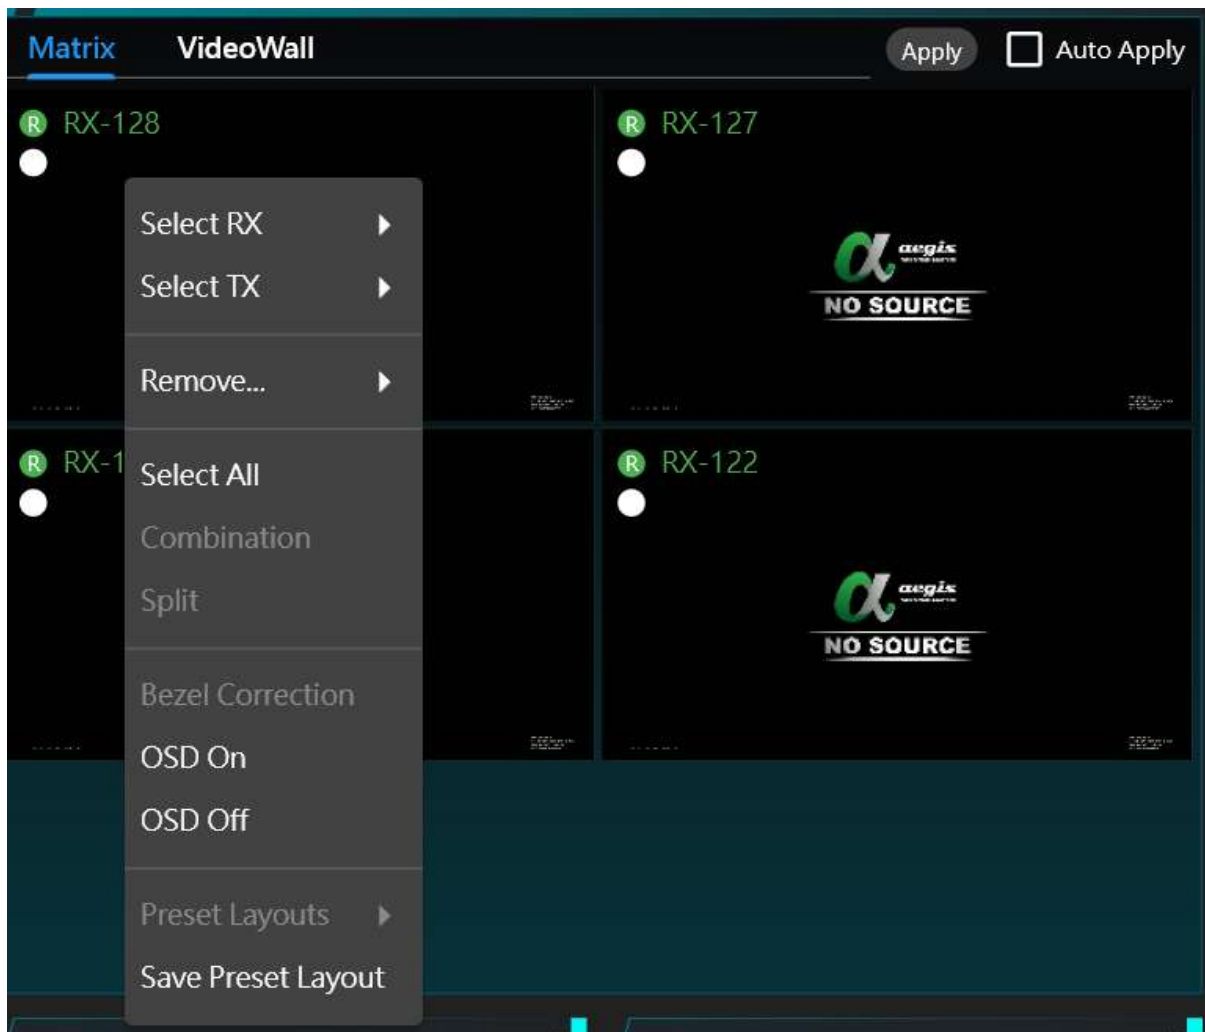 Matrix VideoWall Apply Auto Apply
R RX-128
R RX-127
Select RX
Select TX
Remove...
aegis
NO SOURCE
R RX-1
R RX-122
Select All
Combination
Split
Bezel Correction
OSD On
OSD Off
aegis
NO SOURCE
Preset Layouts
Save Preset Layout